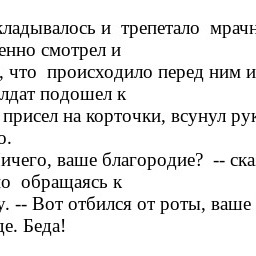 кладывалось и  трепетало  мрачн
енно смотрел и
, что  происходило перед ним и
лдат подошел к
присел на корточки, всунул рук
о.
ичего, ваше благородие?  -- ска
о  обращаясь к
у. -- Вот отбился от роты, ваше
це. Беда!